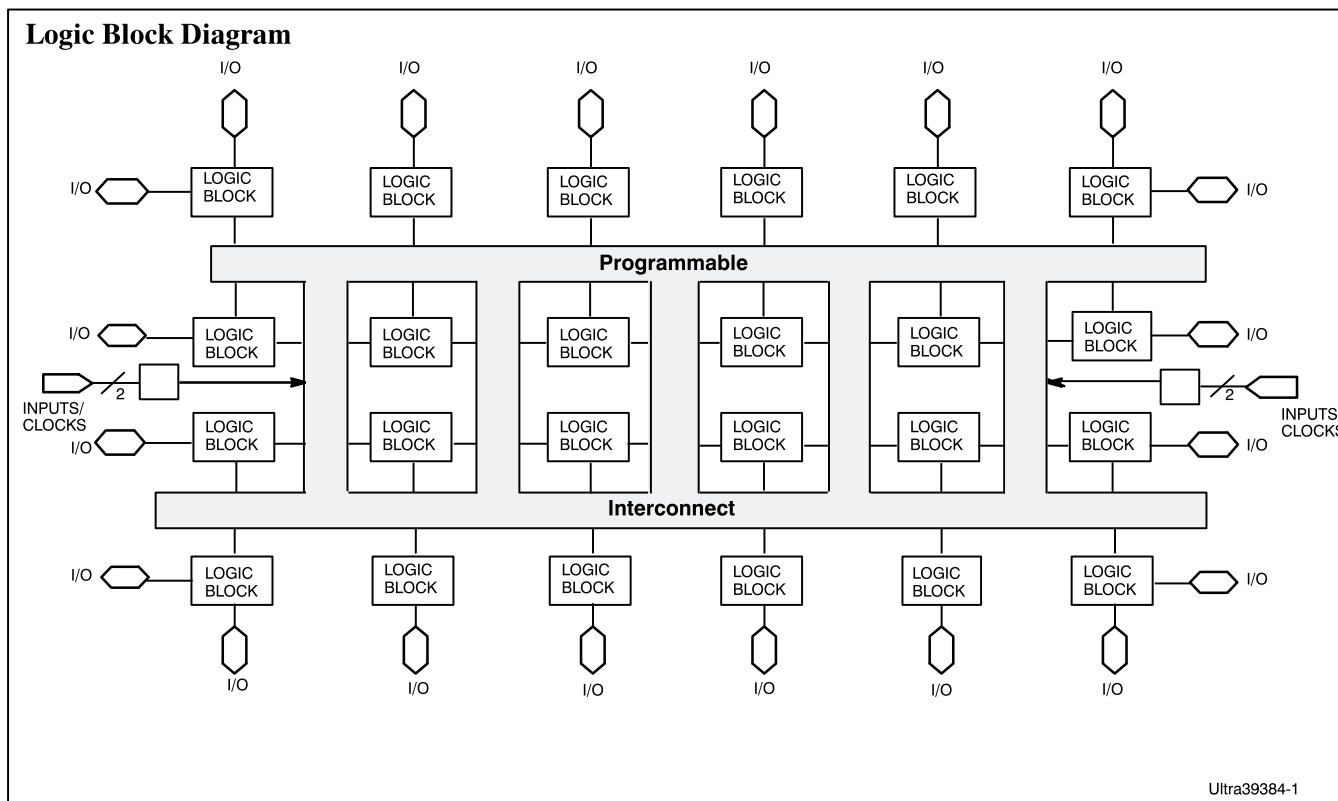 Logic Block Diagram
I/O I/O I/O I/O I/O I/O
I/O LOGIC BLOCK LOGIC BLOCK LOGIC BLOCK LOGIC BLOCK LOGIC BLOCK LOGIC BLOCK I/O
Programmable
I/O LOGIC BLOCK LOGIC BLOCK LOGIC BLOCK LOGIC BLOCK LOGIC BLOCK LOGIC BLOCK I/O
2 2
INPUTS/ CLOCKS INPUTS CLOCKS
I/O LOGIC BLOCK LOGIC BLOCK LOGIC BLOCK LOGIC BLOCK LOGIC BLOCK LOGIC BLOCK I/O
Interconnect
I/O LOGIC BLOCK LOGIC BLOCK LOGIC BLOCK LOGIC BLOCK LOGIC BLOCK LOGIC BLOCK I/O
I/O I/O I/O I/O I/O I/O
Ultra39384-1